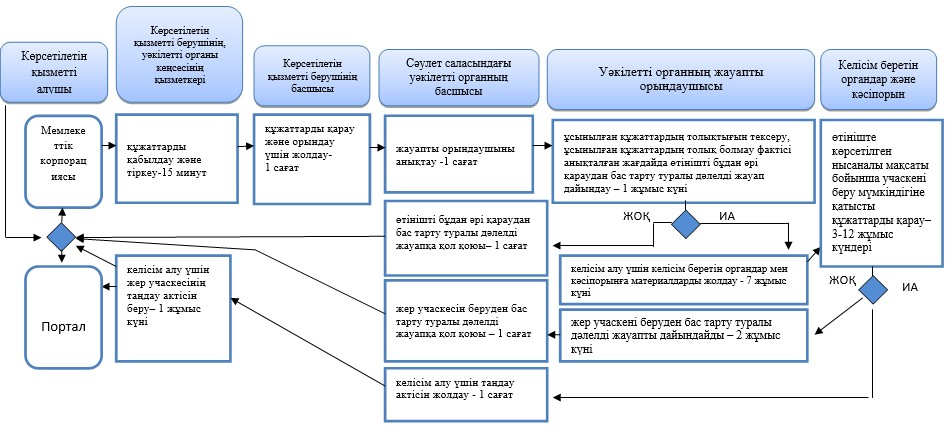 Көрсетілетін
қызметті
алушы
Көрсетілетін
қызметті берушінің,
уәкілетті органы
кеңсесінің
қызметкері
Көрсетілетін
қызметті берушінің
басшысы
Сәулет саласындағы
уәкілетті органның
басшысы
Уәкілетті органның жауапты
орындаушысы
Келісім беретін
органдар және
кәсіпорын
Мемлеке
ттік
корпорац
иясы
құжаттарды
қабылдау және
тіркеу-15 минут
құжаттарды қарау
және орындау
үшін жолдау-
1 сағат
жауапты орындаушыны
анықтау -1 сағат
ұсынылған құжаттардың толықтығын тексеру,
ұсынылған құжаттардың толық болмау фактісі
анықталған жағдайда өтінішті бұдан әрі
қараудан бас тарту туралы дәлелді жауап
дайындау – 1 жұмыс күні
өтініште
көрсетілген
нысаналы мақсаты
бойынша учаскені
беру мүмкіндігіне
қатысты
құжаттарды қарау–
3-12 жұмыс
күндері
ЖОҚ
ИА
өтінішті бұдан әрі қараудан
бас тарту туралы дәлелді
жауапқа қол қоюы– 1 сағат
келісім алу үшін
жер учаскесінің
таңдау актісін
беру– 1 жұмыс
күні
келісім алу үшін келісім беретін органдар мен
кәсіпорынға материалдарды жолдау - 7 жұмыс
күні
ЖОҚ
ИА
Портал
жер учаскесін беруден бас
тарту туралы дәлелді
жауапқа қол қоюы – 1 сағат
жер учаскені беруден бас тарту туралы
дәлелді жауапты дайындайды – 2 жұмыс
күні
келісім алу үшін таңдау
актісін жолдау - 1 сағат